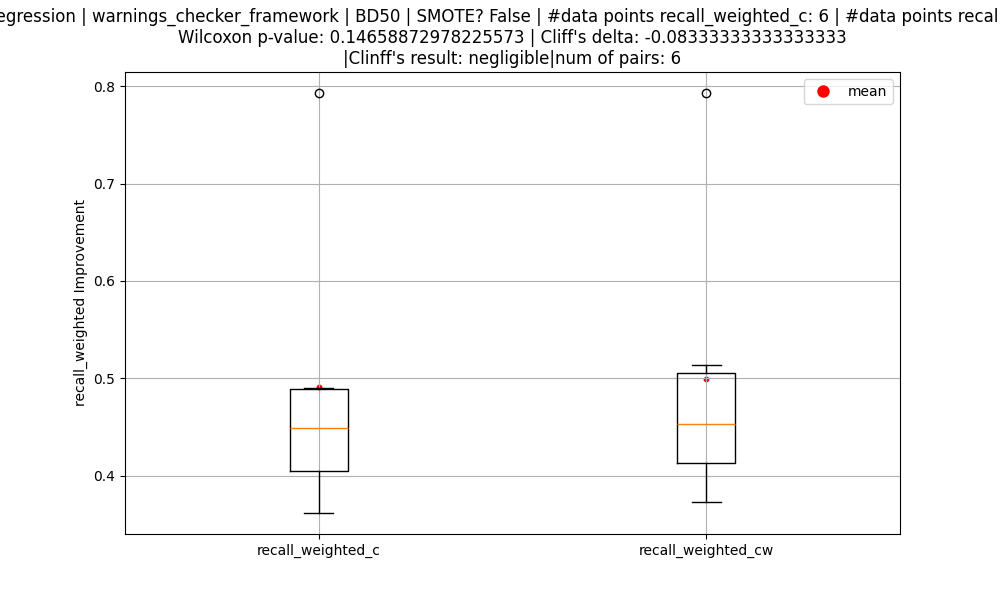 egression | warnings_checker_framework | BD50 | SMOTE? False | #data points recall_weighted_c: 6 | #data points recal
Wilcoxon p-value: 0.14658872978225573 | Cliff's delta: -0.08333333333333333
|Clinff's result: negligible|num of pairs: 6
mean
0.8
0.7
0.6
0.5
0.4
recall_weighted Improvement
recall_weighted_c
recall_weighted_cw